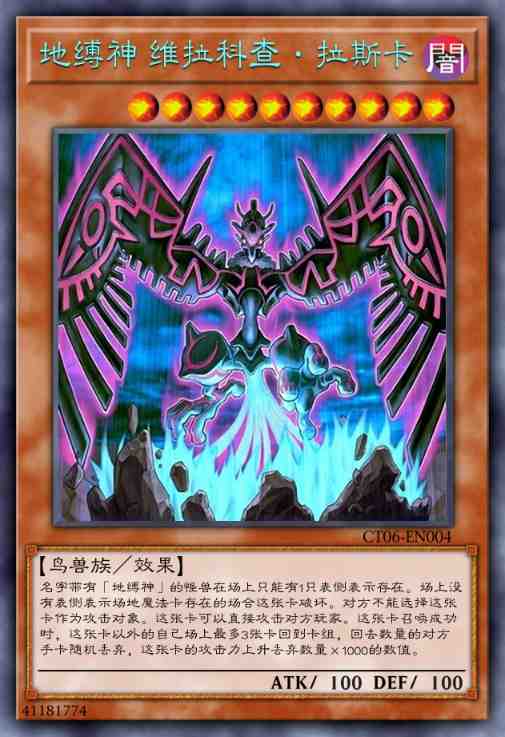 地缚神 维拉科查·拉斯卡
闇
CT06-EN004
【鸟兽族／效果】
名字带有「地缚神」的怪兽在场上只能有1只表侧表示存在。场上没
有表侧表示场地魔法卡存在的场合这张卡破坏。对方不能选择这张
卡作为攻击对象。这张卡可以直接攻击对方玩家。这张卡召唤成功
时，这张卡以外的自己场上最多3张卡回到卡组，回去数量的对方
手卡随机丢弃，这张卡的攻击力上升丢弃数量×1000的数值。
ATK/ 100 DEF/ 100
41181774